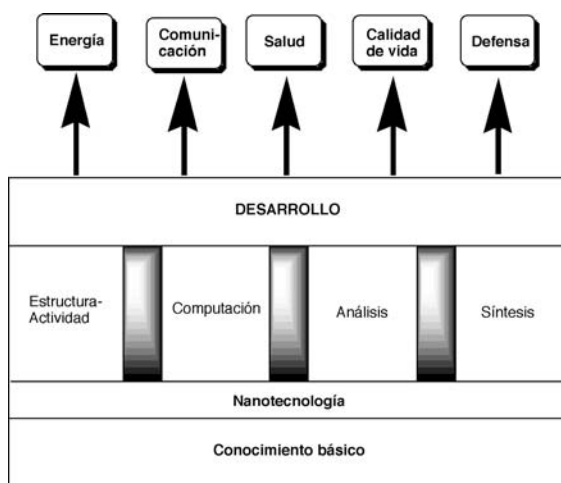 Energía
Comuni-
cación
Salud
Calidad
de vida
Defensa
DESARROLLO
Estructura-
Actividad
Computación
Análisis
Síntesis
Nanotecnología
Conocimiento básico